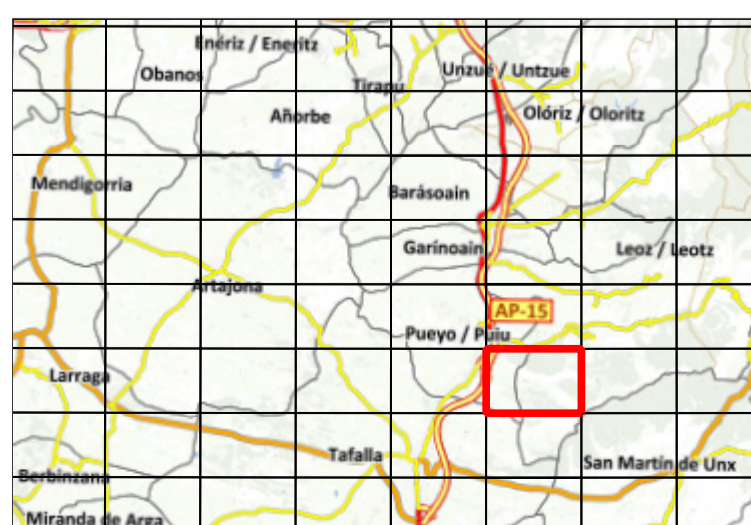 Enériz / Eneritz
Obanos
Unzué / Untzue
Tirapu
Añorbe
Olóriz / Oloritz
Mendigorria
Barásoain
Garínoain
Leoz / Leotz
Artajona
AP-15
Pueyo / Puiu
Larraga
Tafalla
San Martín de Unx
Berbinzana
Miranda de Arga